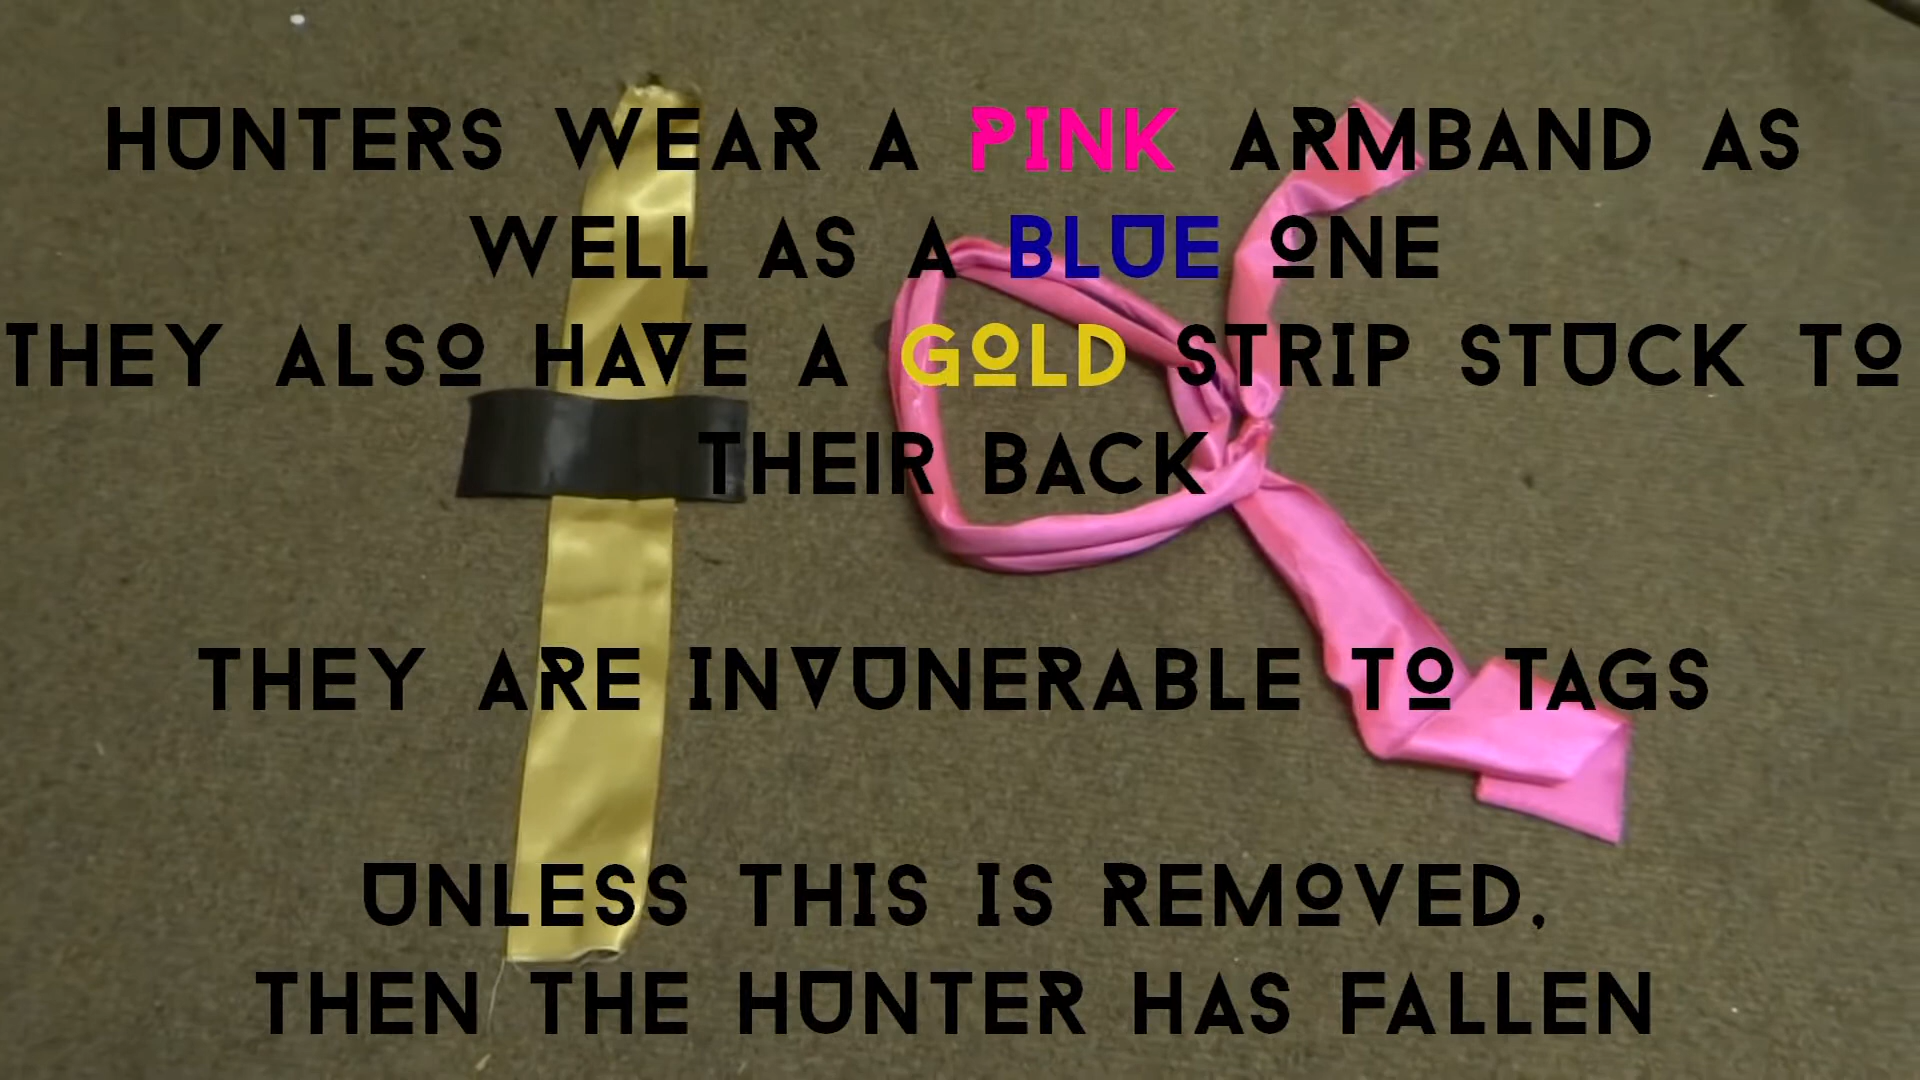 HUNTERS WEAR A PINK ARMBAND AS
WELL AS A BLUE ONE
THEY ALSO HAVE A GOLD STRIP STUCK TO
THEIR BACK
THEY ARE INVUNERABLE TO TAGS
UNLESS THIS IS REMOVED,
THEN THE HUNTER HAS FALLEN